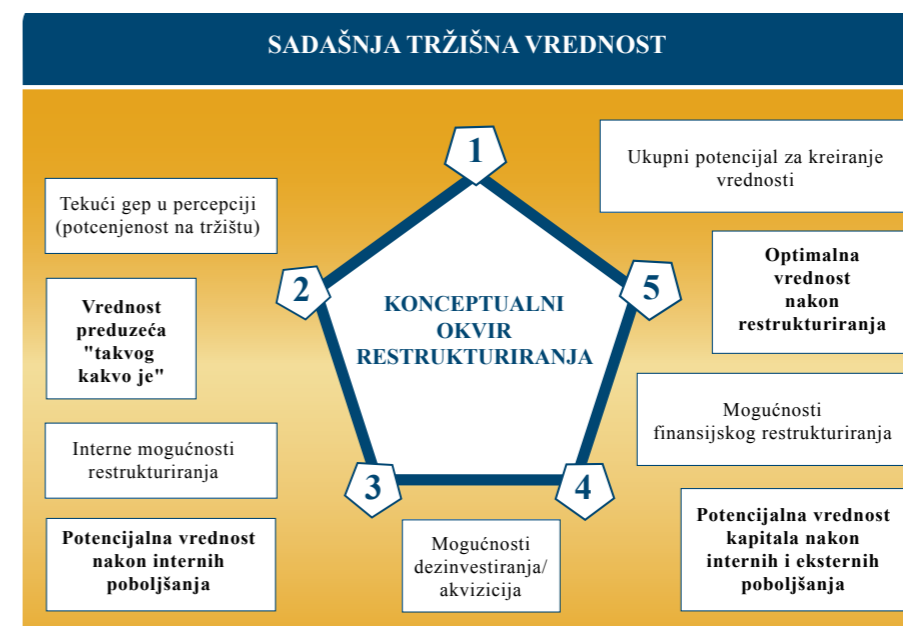 SADAŠNJA TRŽIŠNA VREDNOST
1
Ukupni potencijal za kreiranje
vrednosti
Tekući gep u percepciji
(potcenjenost na tržištu)
Optimalna
vrednost
nakon
restrukturiranja
2
5
Vrednost
preduzeća
"takvog
kakvo je"
KONCEPTUALNI
OKVIR
RESTRUKTURIRANJA
Mogućnosti
finansijskog restrukturiranja
Interne mogućnosti
restrukturiranja
3
4
Potencijalna vrednost
nakon internih
poboljšanja
Mogućnosti
dezinvestiranja/
akvizicija
Potencijalna vrednost
kapitala nakon
internih i eksternih
poboljšanja